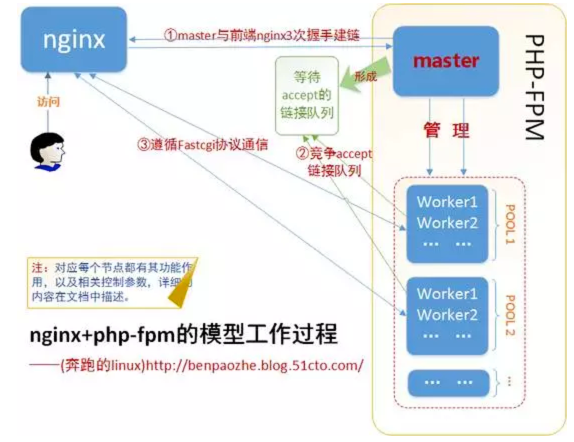 nginx
①master与前端nginx3次握手建链
master
PHP-FPM
等待
accept的
链接队列
形成
访问
管 理
③遵循Fastcgi协议通信
②竞争accept
链接队列
Worker1
Worker2
... ...
POOL 1
注：对应每个节点都有其功能作
用，以及相关控制参数，详细
内容在文档中描述。
Worker1
Worker2
... ...
POOL 2
nginx+php-fpm的模型工作过程
——(奔跑的linux)http://benpaozhe.blog.51cto.com/
... ...
...